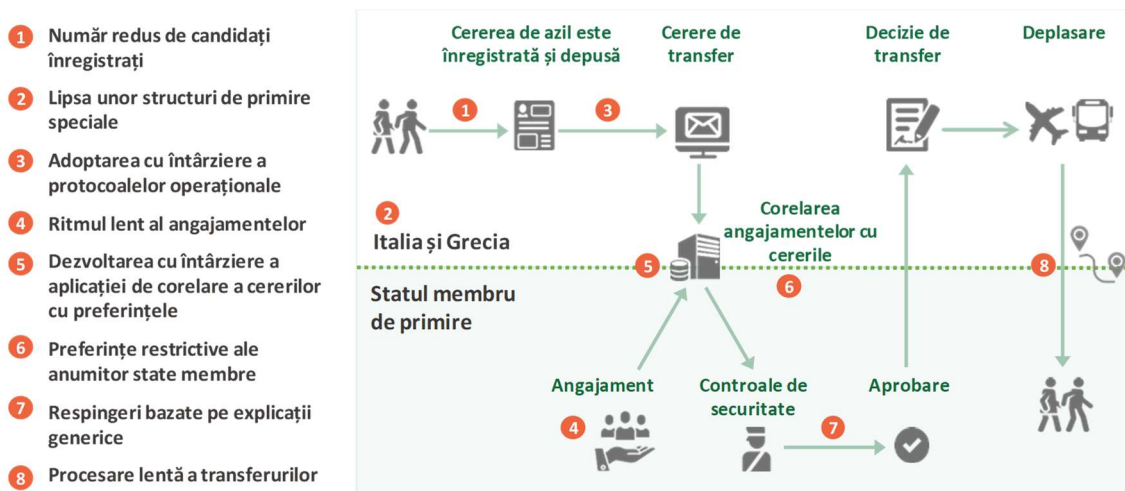 1 Număr redus de candidați
înregistrați
2 Lipsa unor structuri de primire
speciale
3 Adoptarea cu întârziere a
protocoalelor operaționale
4 Ritmul lent al angajamentelor
5 Dezvoltarea cu întârziere a
aplicației de corelare a cererilor
cu preferințele
6 Preferințe restrictive ale
anumitor state membre
7 Respingeri bazate pe explicații
generice
8 Procesare lentă a transferurilor
Cererea de azil este
înregistrată și depusă
Cerere de
transfer
Decizie de
transfer
Deplasare
1
3
2
Italia și Grecia
Corelarea
angajamentelor cu
cererile
5
6
8
Statul membru
de primire
Angajament
4
Controale de
securitate
7
Aprobare